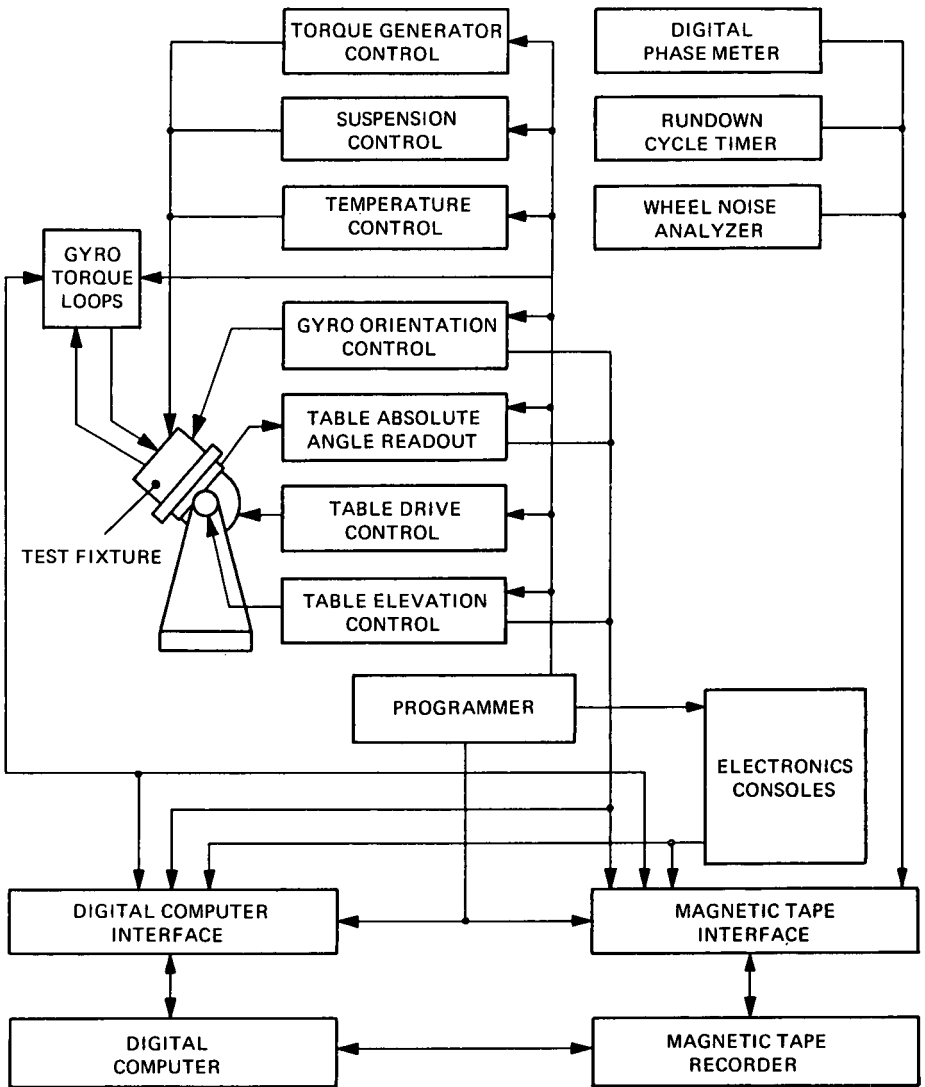 TORQUE GENERATOR
CONTROL
DIGITAL
PHASE METER
SUSPENSION
CONTROL
RUNDOWN
CYCLE TIMER
TEMPERATURE
CONTROL
WHEEL NOISE
ANALYZER
GYRO
TORQUE
LOOPS
GYRO ORIENTATION
CONTROL
TABLE ABSOLUTE
ANGLE READOUT
TABLE DRIVE
CONTROL
TEST FIXTURE
TABLE ELEVATION
CONTROL
PROGRAMMER
ELECTRONICS
CONSOLES
DIGITAL COMPUTER
INTERFACE
MAGNETIC TAPE
INTERFACE
DIGITAL
COMPUTER
MAGNETIC TAPE
RECORDER